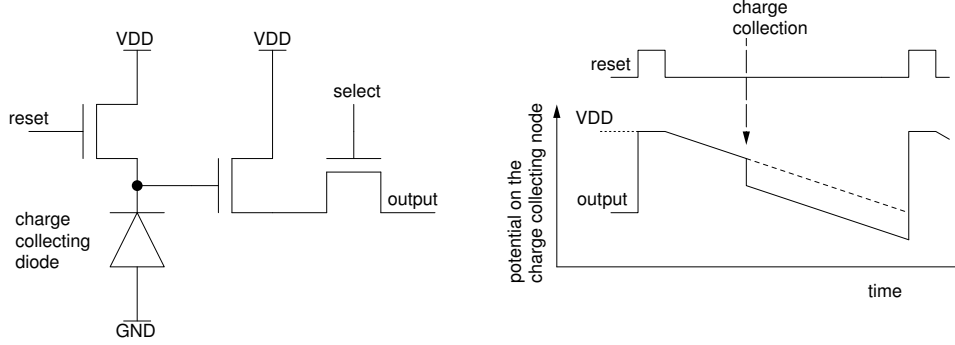 VDD
VDD
reset
select
output
charge
collecting
diode
GND
charge
collection
reset
VDD
output
potential on the
charge collecting node
time